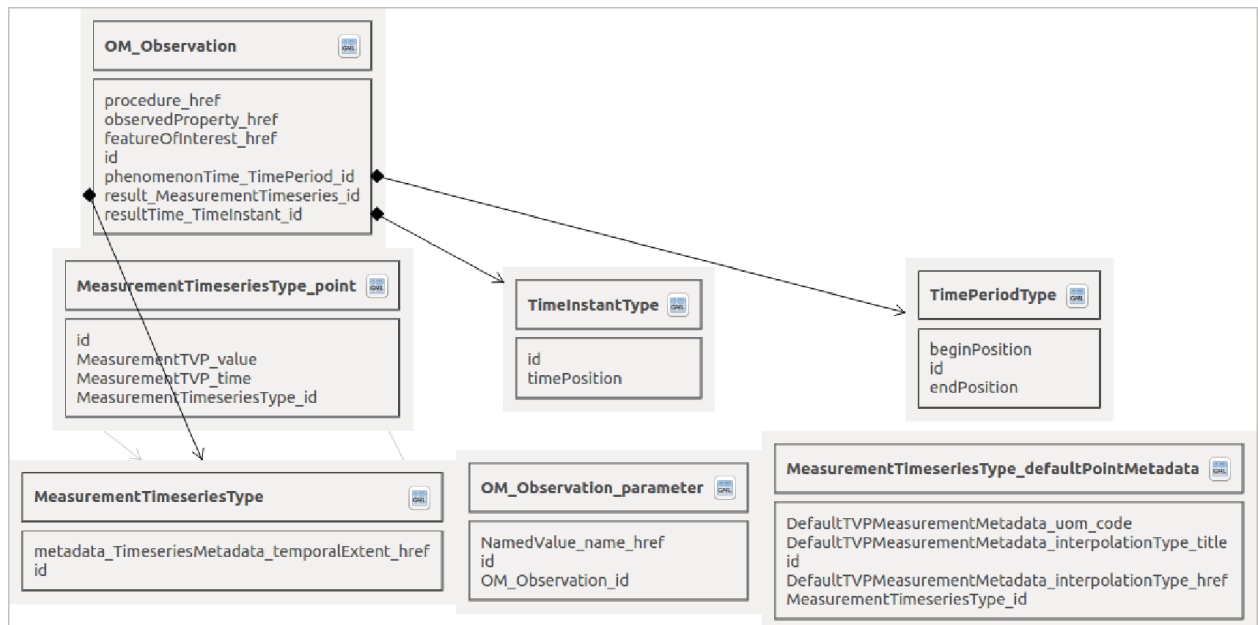 OM_Observation
procedure_href
observedProperty_href
featureOfInterest_href
id
phenomenonTime_TimePeriod_id
result_MeasurementTimeseries_id
resultTime_TimeInstant_id
MeasurementTimeseriesType_point
id
MeasurementTVP_value
MeasurementTVP_time
MeasurementTimeseriesType_id
TimeInstantType
id
timePosition
TimePeriodType
beginPosition
id
endPosition
MeasurementTimeseriesType
metadata_TimeseriesMetadata_temporalExtent_href
id
OM_Observation_parameter
NamedValue_name_href
id
OM_Observation_id
MeasurementTimeseriesType_defaultPointMetadata
DefaultTVPMeasurementMetadata_uom_code
DefaultTVPMeasurementMetadata_interpolationType_title
id
DefaultTVPMeasurementMetadata_interpolationType_href
MeasurementTimeseriesType_id